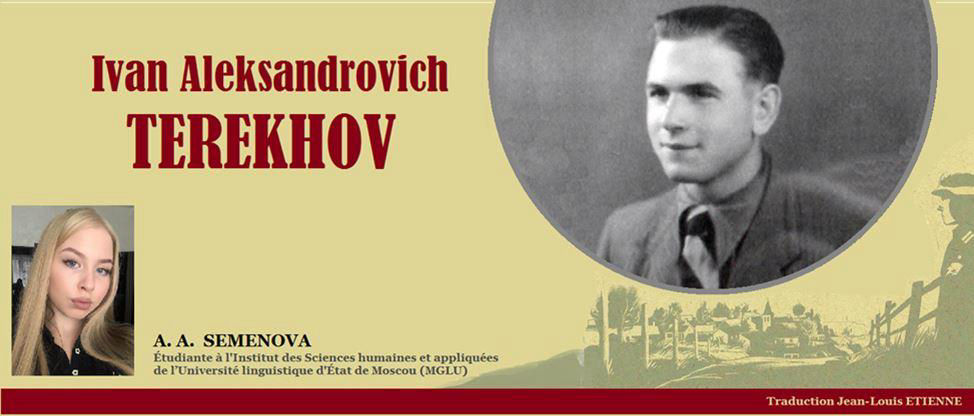 Ivan Aleksandrovich
TEREKHOV
A. A. SEMENOVA
Étudiante à l'Institut des Sciences humaines et appliquées
de l'Université linguistique d'État de Moscou (MGLU)
Traduction Jean-Louis ETIENNE